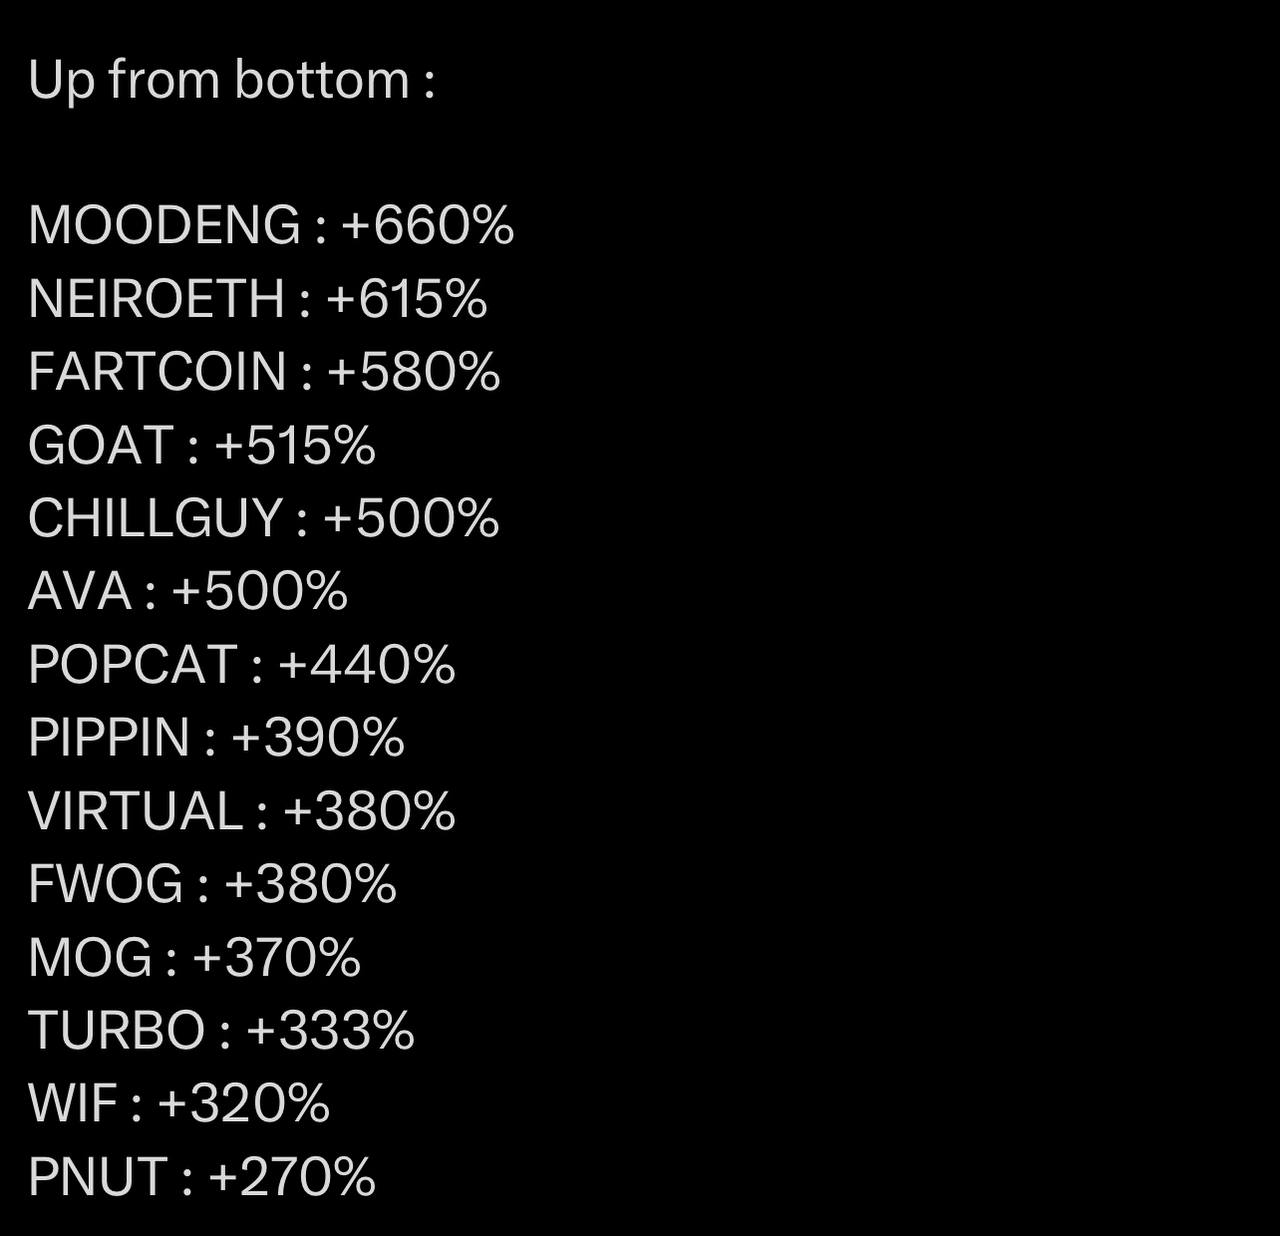 Up from bottom :
MOODENG : +660%
NEIROETH : +615%
FARTCOIN : +580%
GOAT : +515%
CHILLGUY : +500%
AVA : +500%
POPCAT : +440%
PIPPIN : +390%
VIRTUAL : +380%
FWOG : +380%
MOG : +370%
TURBO : +333%
WIF : +320%
PNUT : +270%